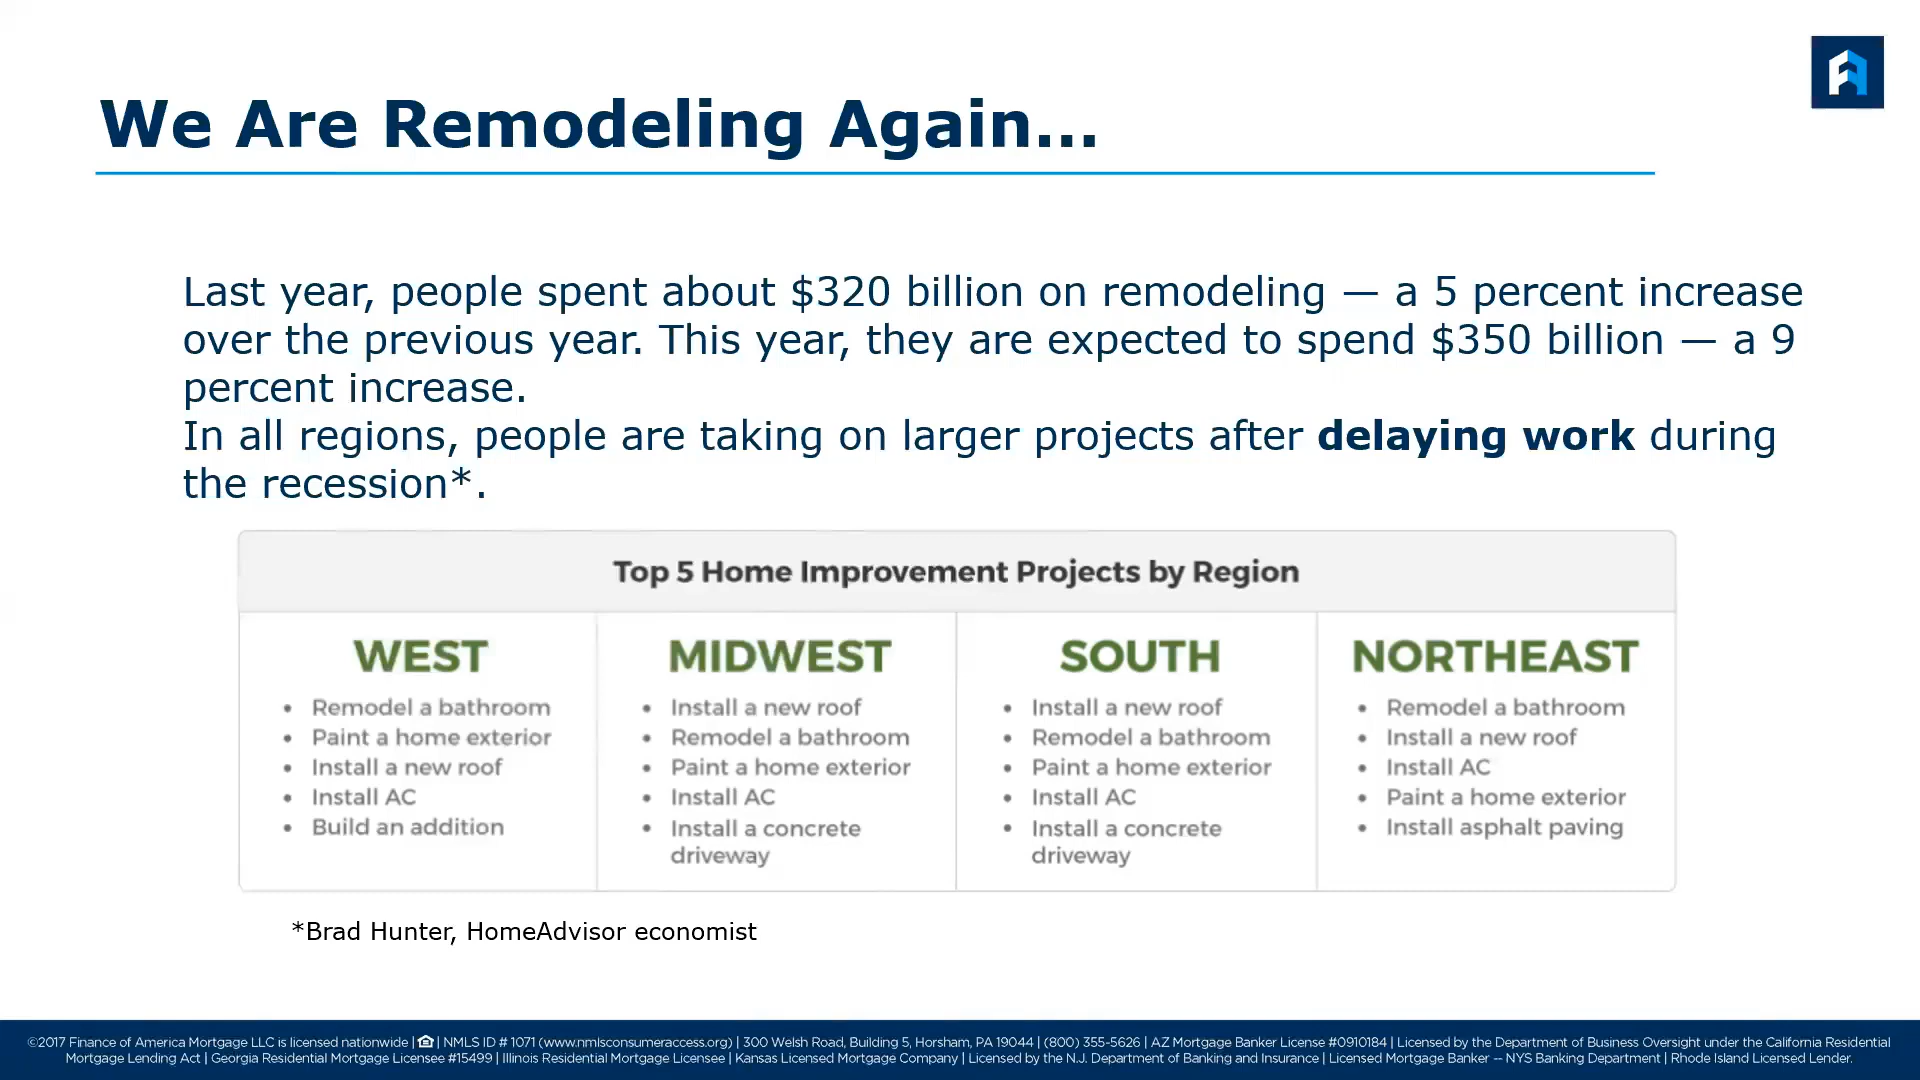 We Are Remodeling Again...
Last year, people spent about $320 billion on remodeling — a 5 percent increase
over the previous year. This year, they are expected to spend $350 billion — a 9
percent increase.
In all regions, people are taking on larger projects after delaying work during
the recession*.
Top 5 Home Improvement Projects by Region
WEST
• Remodel a bathroom
• Paint a home exterior
• Install a new roof
• Install AC
• Build an addition
MIDWEST
• Install a new roof
• Remodel a bathroom
• Paint a home exterior
• Install AC
• Install a concrete
driveway
SOUTH
• Install a new roof
• Remodel a bathroom
• Paint a home exterior
• Install AC
• Install a concrete
driveway
NORTHEAST
• Remodel a bathroom
• Install a new roof
• Install AC
• Paint a home exterior
• Install asphalt paving
*Brad Hunter, HomeAdvisor economist
©2017 Finance of America Mortgage LLC is licensed nationwide | | NMLS ID # 1071 (www.nmlsconsumeraccess.org) | 300 Welsh Road, Building 5, Horsham, PA 19044 | (800) 355-5626 | AZ Mortgage Banker License #0910184 | Licensed by the Department of Business Oversight under the California Residential
Mortgage Lending Act | Georgia Residential Mortgage Licensee #15499 | Illinois Residential Mortgage Licensee | Kansas Licensed Mortgage Company | Licensed by the N.J. Department of Banking and Insurance | Licensed Mortgage Banker -- NYS Banking Department | Rhode Island Licensed Lender.